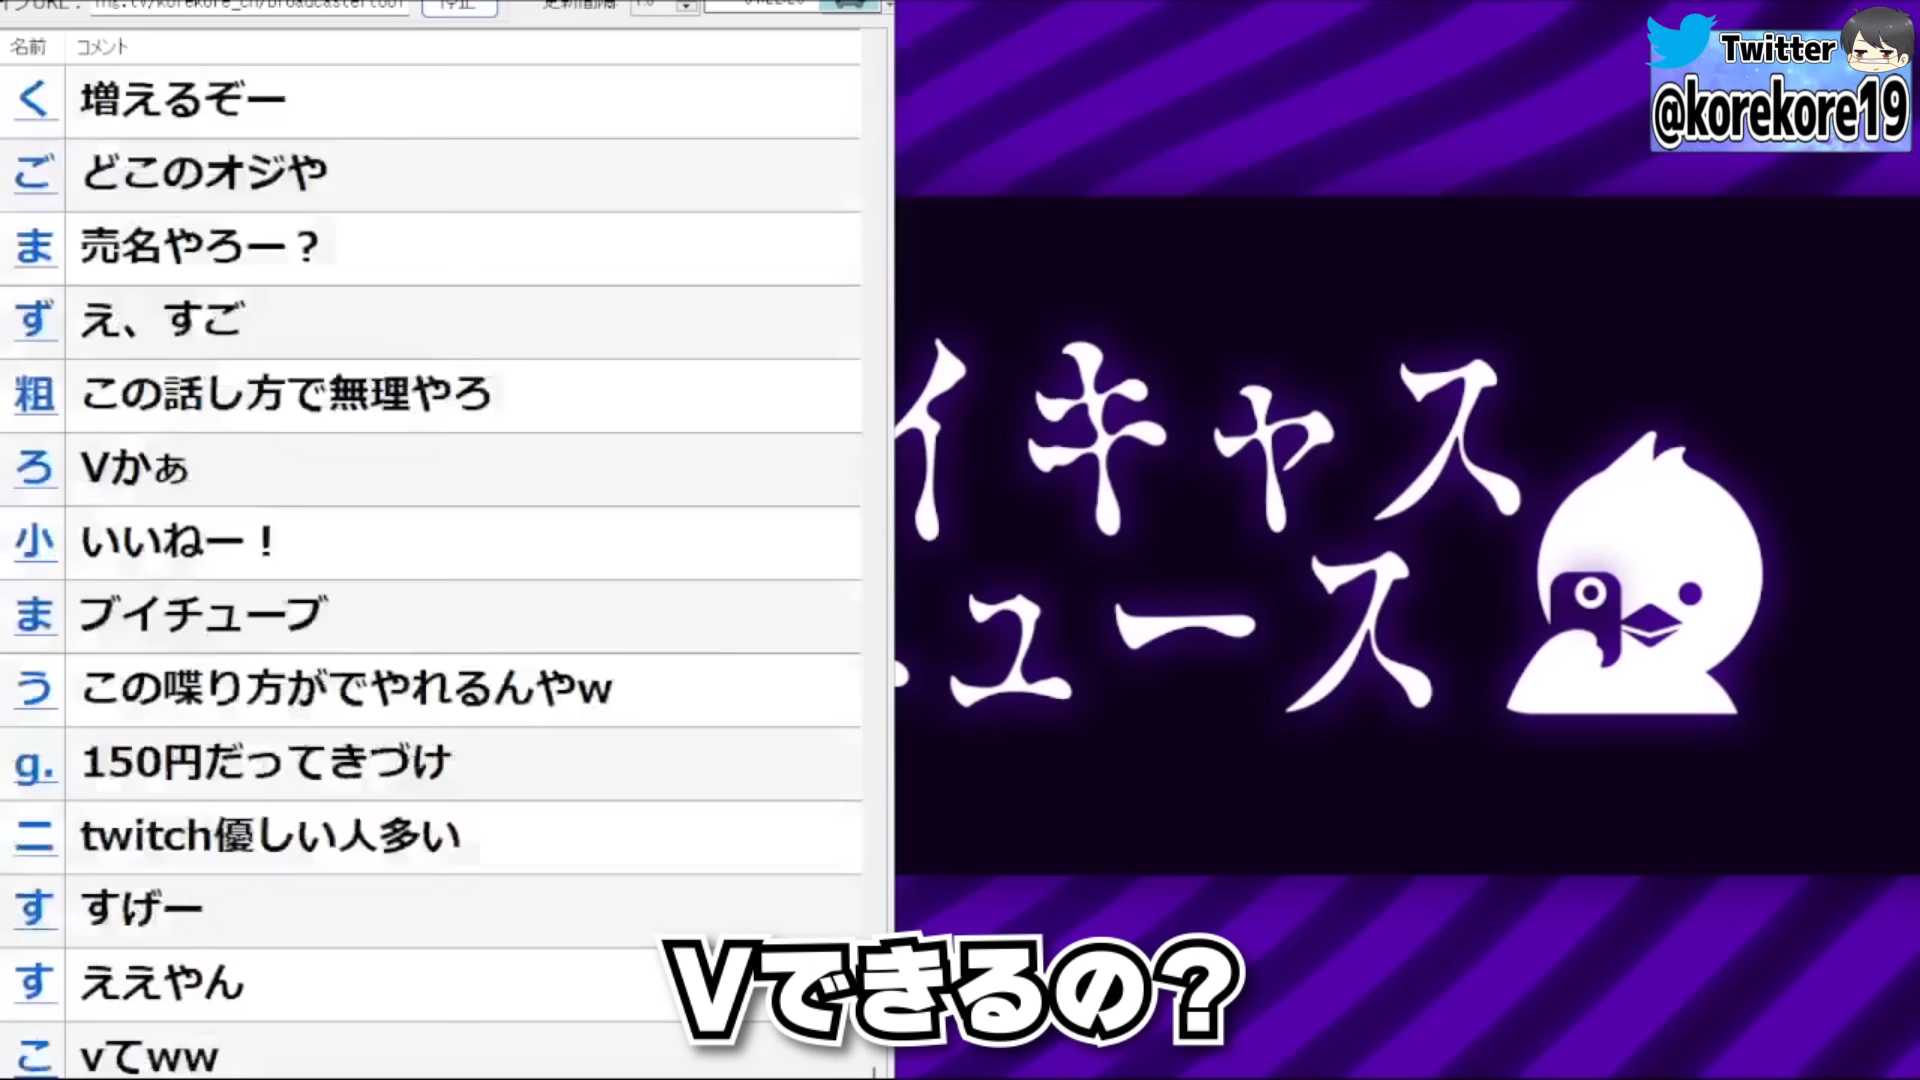 名前 コメント
く 増えるぞー
ご どこのオジや
ま 売名やろー？
ず え、すご
粗 この話し方で無理やろ
ろ Vかぁ
小 いいねー！
ま ブイチューブ
う この喋り方がでやれるんやw
g. 150円だってきづけ
二 twitch優しい人多い
す すげー
す ええやん
こ vてww
Twitter
@korekore19
イキャス
ュース
Vできるの？